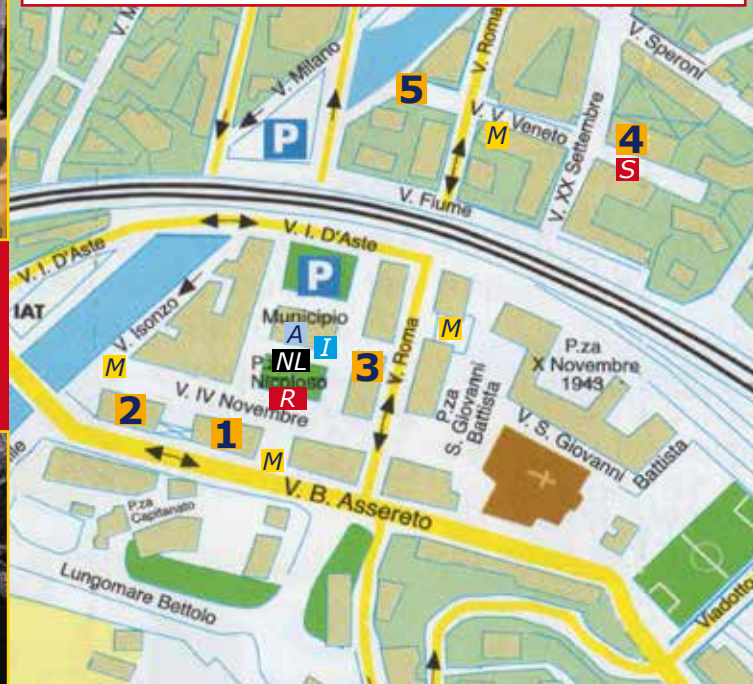 V. M
V. Milano
V. Roma
V. Speroni
5
V. V. Veneto
M
V. XX Settembre
4
S
P
V. Fiume
V. I. D'Aste
V. I. D'Aste
P
IAT
V. Isonzo
Municipio
A
I
NL
Nicoloso
R
3
V. Roma
M
P.za
S. Giovanni
Battista
P.za
X Novembre
1943
M
V. IV Novembre
2
1
M
V. S. Giovanni Battista
V. B. Assereto
P.za
Capitanato
Lungomare Bettolo
Viadotto